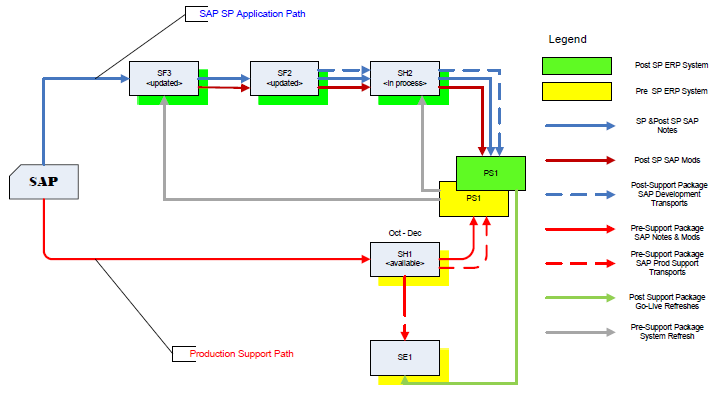 SAP SP Application Path
Legend
SF3
<updated>
SF2
<updated>
SH2
<in process>
Post SP ERP System
Pre SP ERP System
SP &Post SP SAP
Notes
Post SP SAP Mods
SAP
PS1
PS1
Post-Support Package
SAP Development
Transports
Oct - Dec
SH1
<available>
Pre-Support Package
SAP Notes & Mods
Pre-Support Package
SAP Prod Support
Transports
Post Support Package
Go-Live Refreshes
Pre-Support Package
System Refresh
Production Support Path
SE1